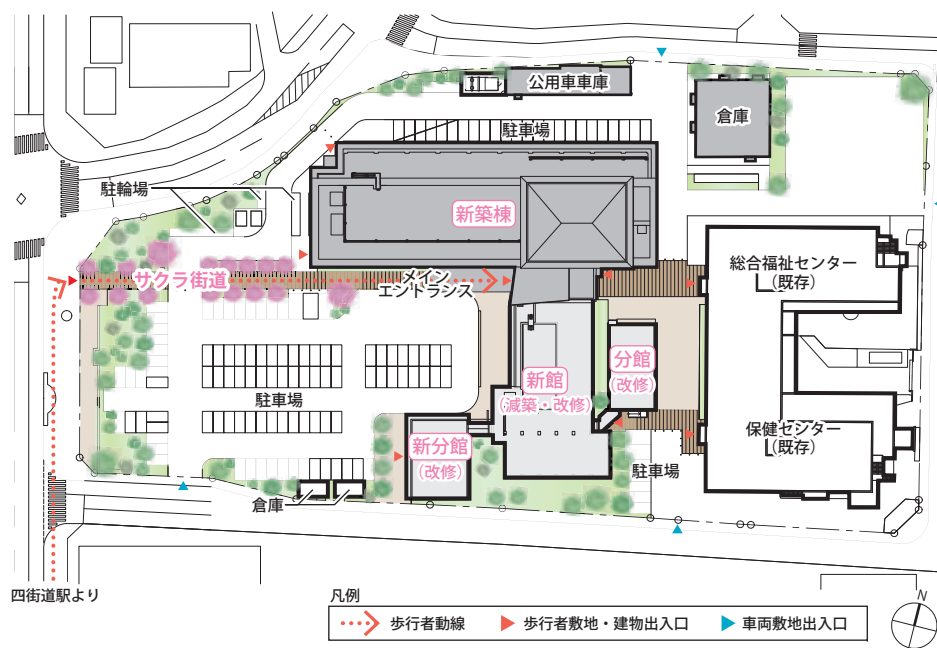 公用車車庫
倉庫
駐車場
駐輪場
新築棟
サクラ街道
メイン
エントランス
総合福祉センター
(既存)
分館
(改修)
新館
(減築・改修)
駐車場
新分館
(改修)
保健センター
(既存)
駐車場
倉庫
四街道駅より
凡例
歩行者動線
歩行者敷地・建物出入口
車両敷地出入口
N